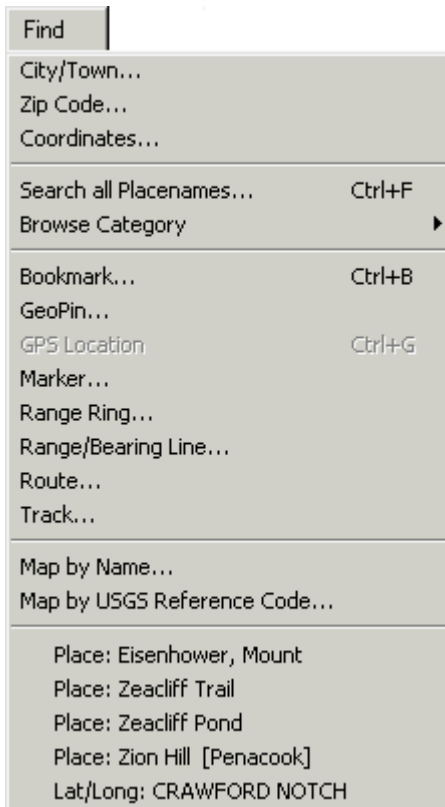 Find
City/Town...
Zip Code...
Coordinates...
Search all Placenames... Ctrl+F
Browse Category
Bookmark... Ctrl+B
GeoPin...
GPS Location Ctrl+G
Marker...
Range Ring...
Range/Bearing Line...
Route...
Track...
Map by Name...
Map by USGS Reference Code...
Place: Eisenhower, Mount
Place: Zeacliff Trail
Place: Zeacliff Pond
Place: Zion Hill [Penacook]
Lat/Long: CRAWFORD NOTCH